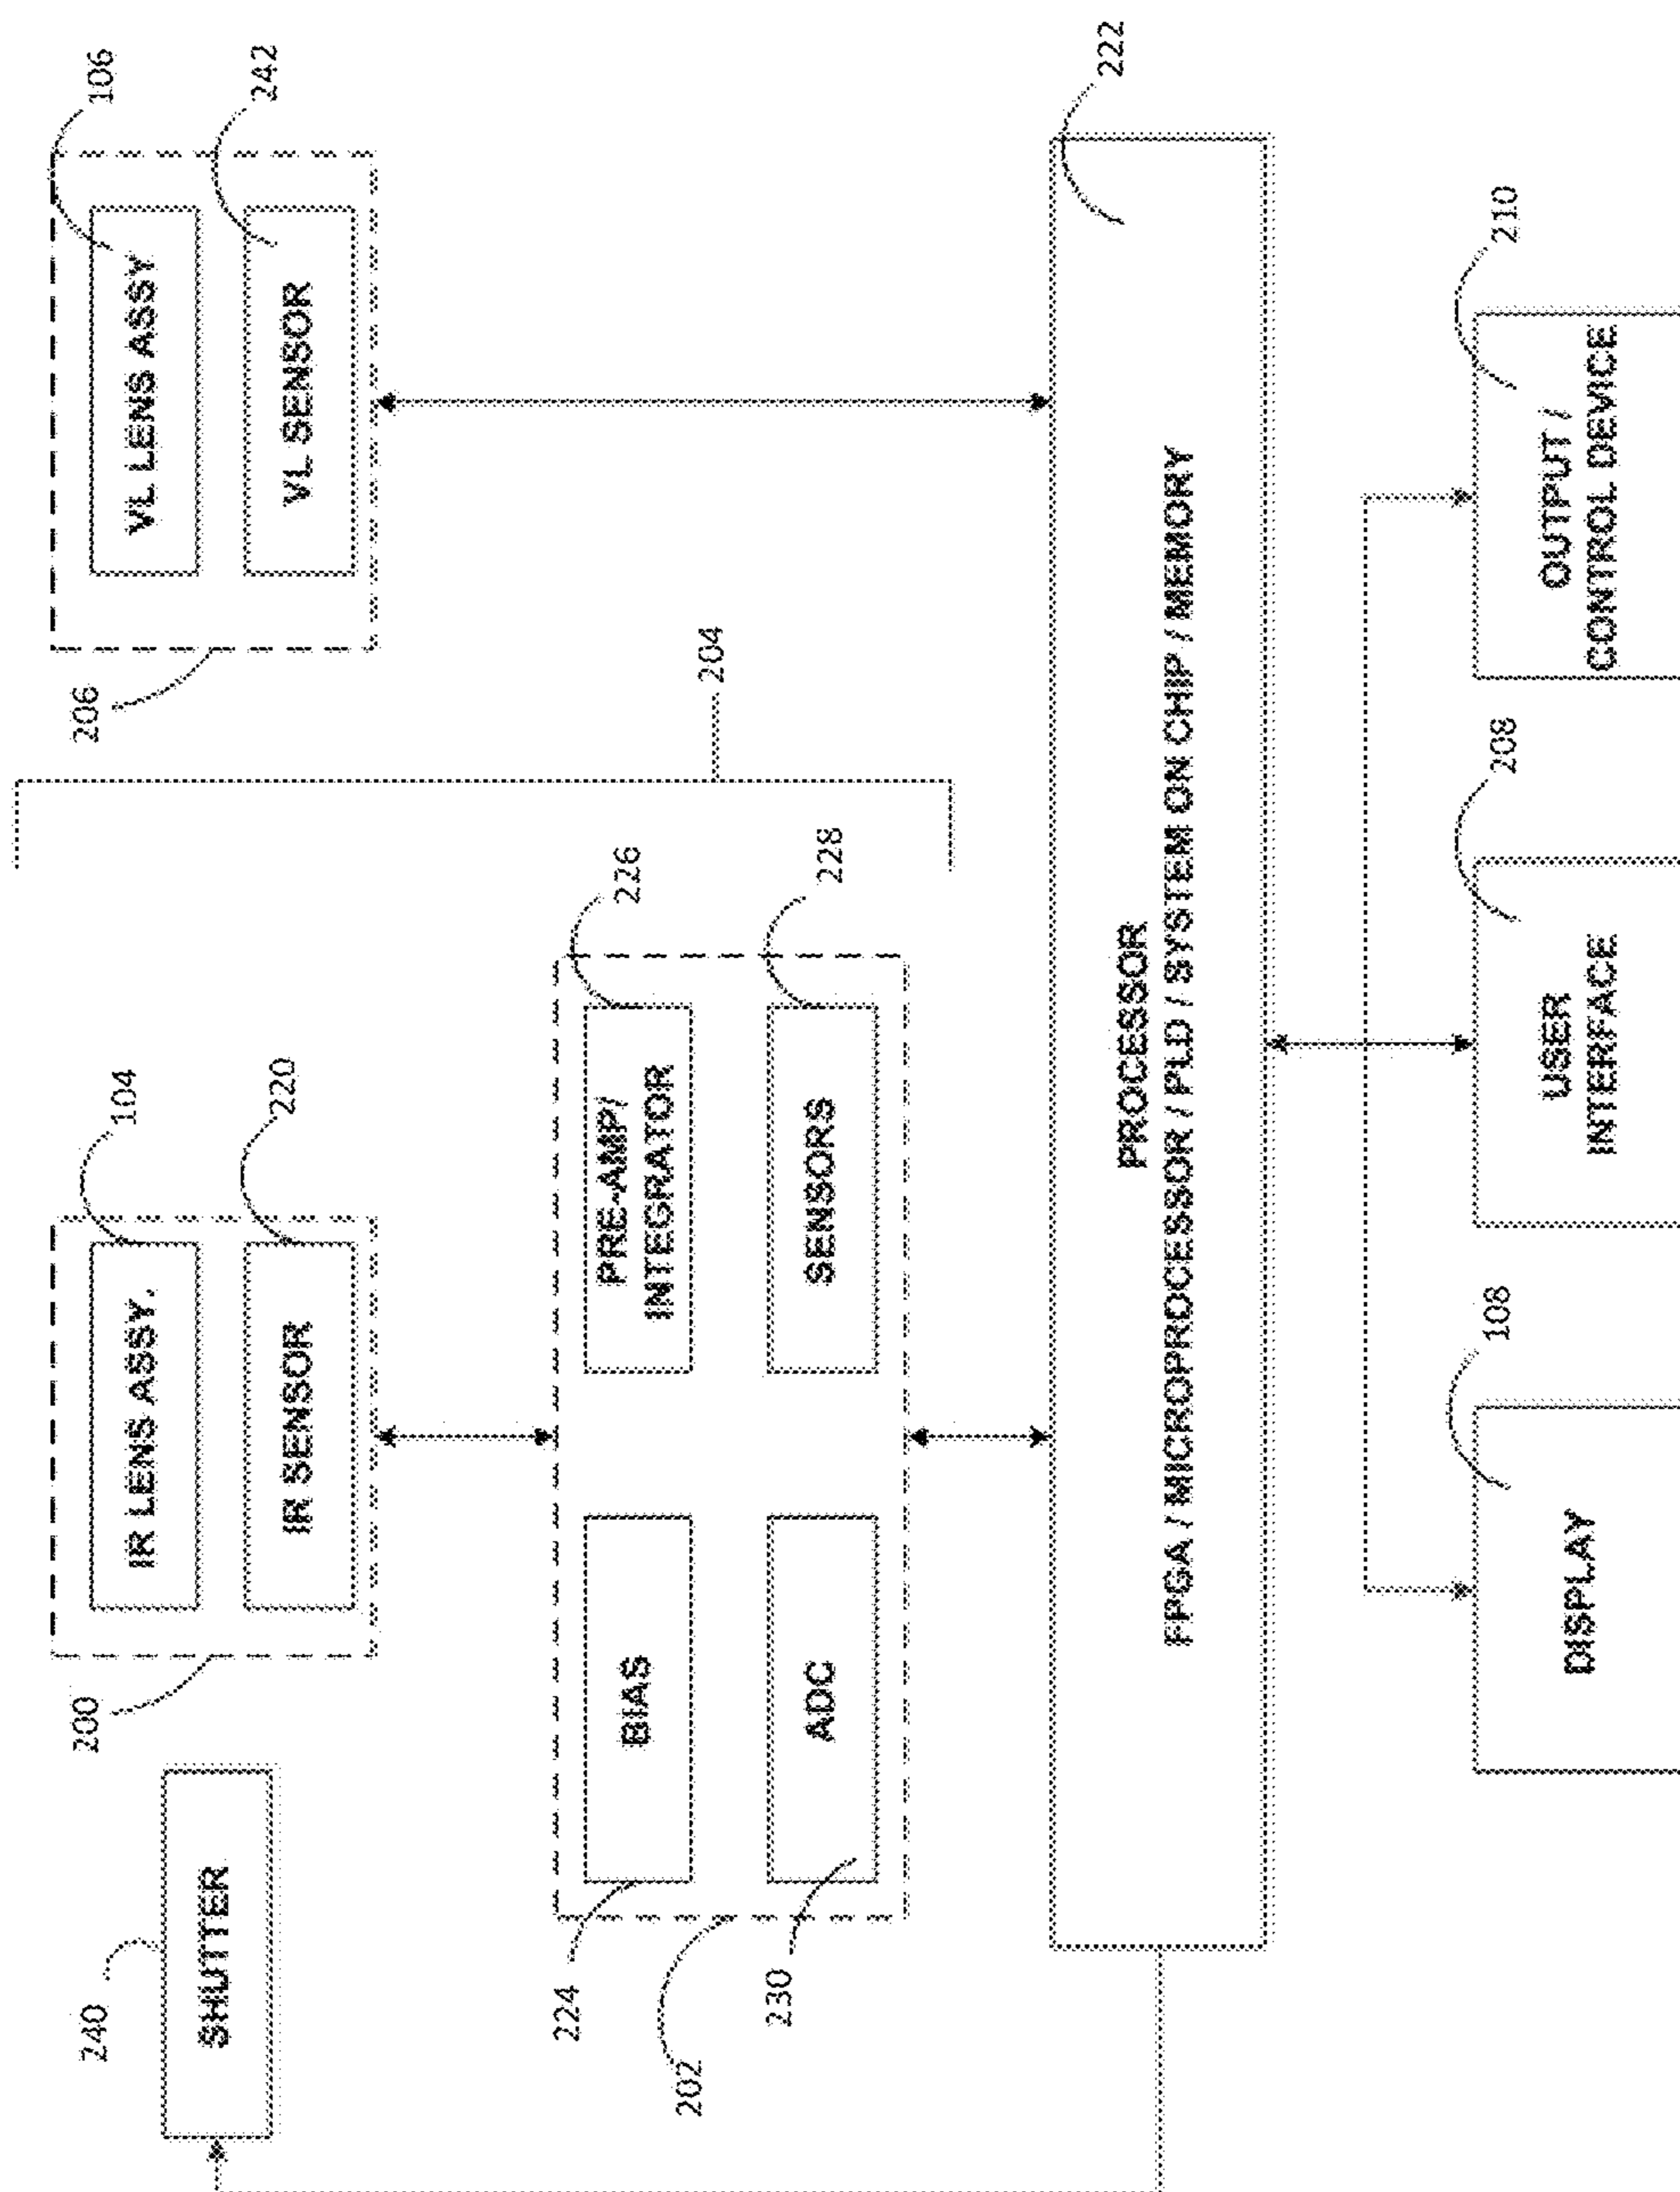 240
SHUTTER
200
IR LENS ASSY.
104
IR SENSOR
220
206
VL LENS ASSY
106
VL SENSOR
242
204
224
BIAS
PRE-AMP/
INTEGRATOR
226
202
230
ADC
SENSORS
228
PROCESSOR
FPGA / MICROPROCESSOR / PLD / SYSTEM ON CHIP / MEMORY
222
DISPLAY
108
USER
INTERFACE
208
OUTPUT /
CONTROL DEVICE
210